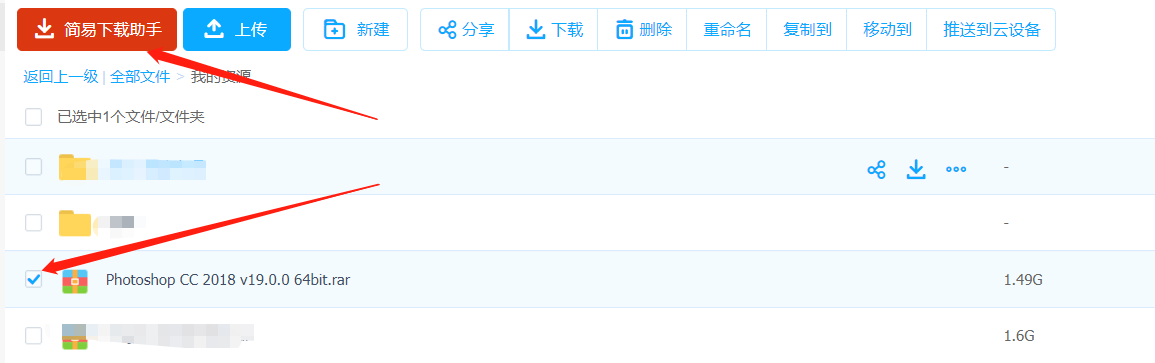 简易下载助手 上传 新建 分享 下载 删除 重命名 复制到 移动到 推送到云设备
返回上一级 | 全部文件 > 我的资源
已选中1个文件/文件夹
-
-
Photoshop CC 2018 v19.0.0 64bit.rar 1.49G
1.6G